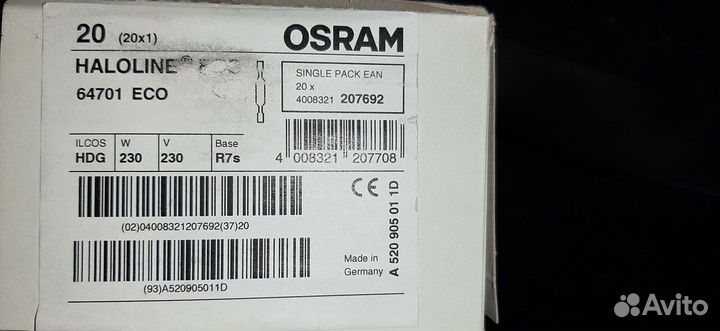 20 (20x1)
OSRAM
HALOLINE®
64701 ECO
SINGLE PACK EAN
20 x
4008321 207692
ILCOS W V Base
HDG 230 230 R7s
4 008321 207708
(02)04008321207692(37)20
CE
(93)A520905011D
Made in
Germany
A 520 905 01 1D
Avito